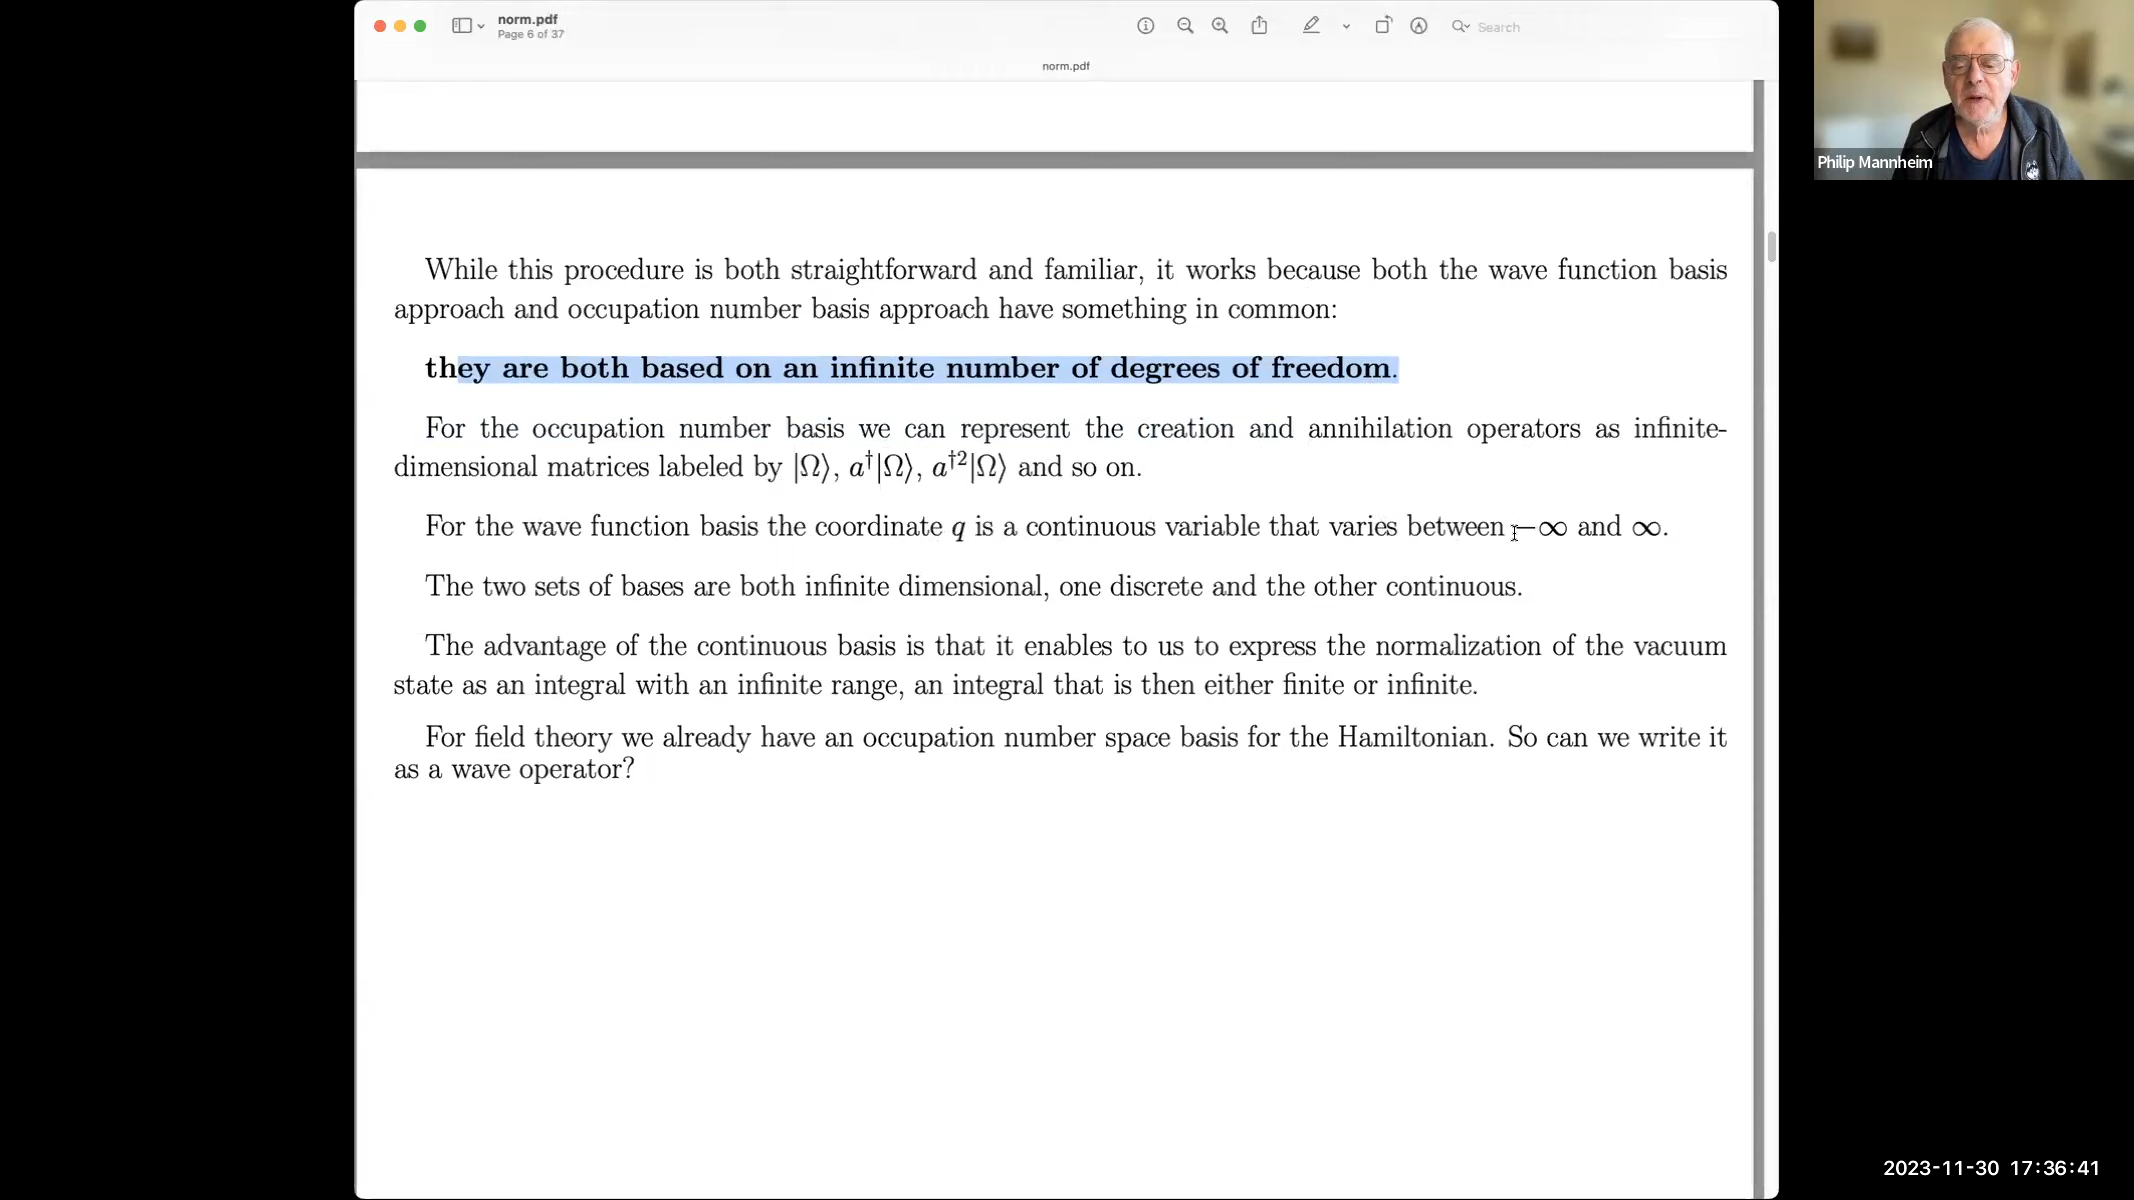 norm.pdf
Page 6 of 37
Search
norm.pdf
Philip Mannheim
While this procedure is both straightforward and familiar, it works because both the wave function basis
approach and occupation number basis approach have something in common:
they are both based on an infinite number of degrees of freedom.
For the occupation number basis we can represent the creation and annihilation operators as infinite-
dimensional matrices labeled by |Ω⟩, a†|Ω⟩, a†2|Ω⟩ and so on.
For the wave function basis the coordinate q is a continuous variable that varies between −∞ and ∞.
The two sets of bases are both infinite dimensional, one discrete and the other continuous.
The advantage of the continuous basis is that it enables to us to express the normalization of the vacuum
state as an integral with an infinite range, an integral that is then either finite or infinite.
For field theory we already have an occupation number space basis for the Hamiltonian. So can we write it
as a wave operator?
2023-11-30 17:36:41